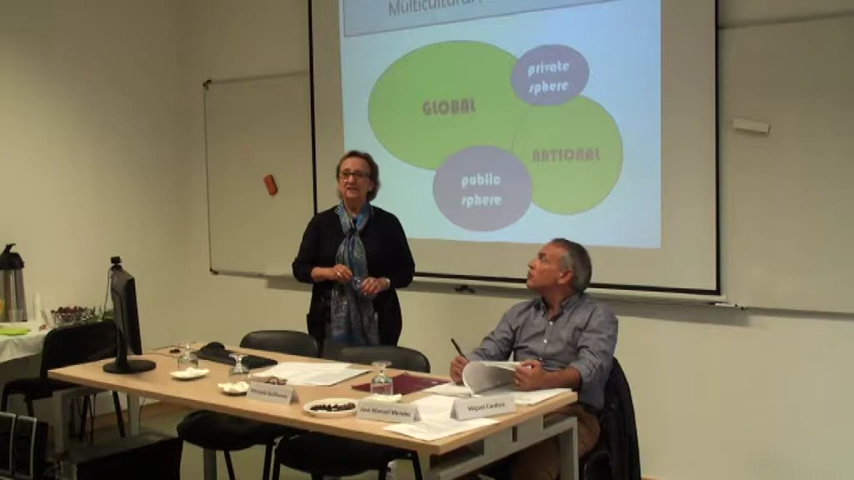 Multicultural
private
sphere
GLOBAL
NATIONAL
public
sphere
José Manuel Mendes
Miguel Cardina